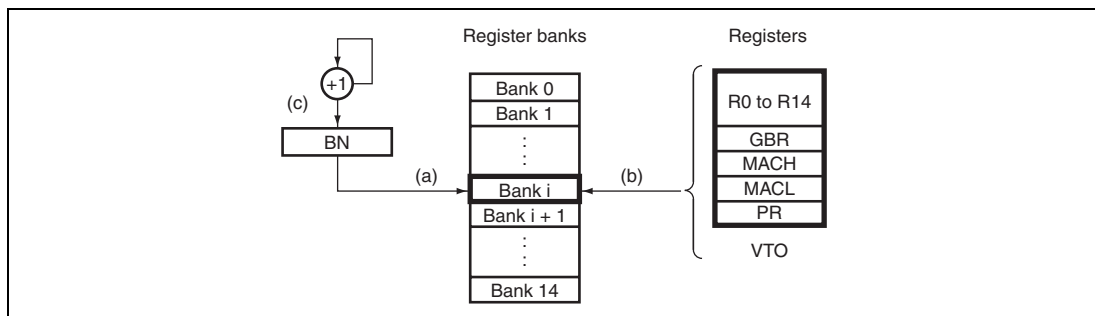 Register banks
Registers
+1
(c)
BN
(a)
Bank 0
Bank 1
Bank i
Bank i + 1
Bank 14
(b)
R0 to R14
GBR
MACH
MACL
PR
VTO